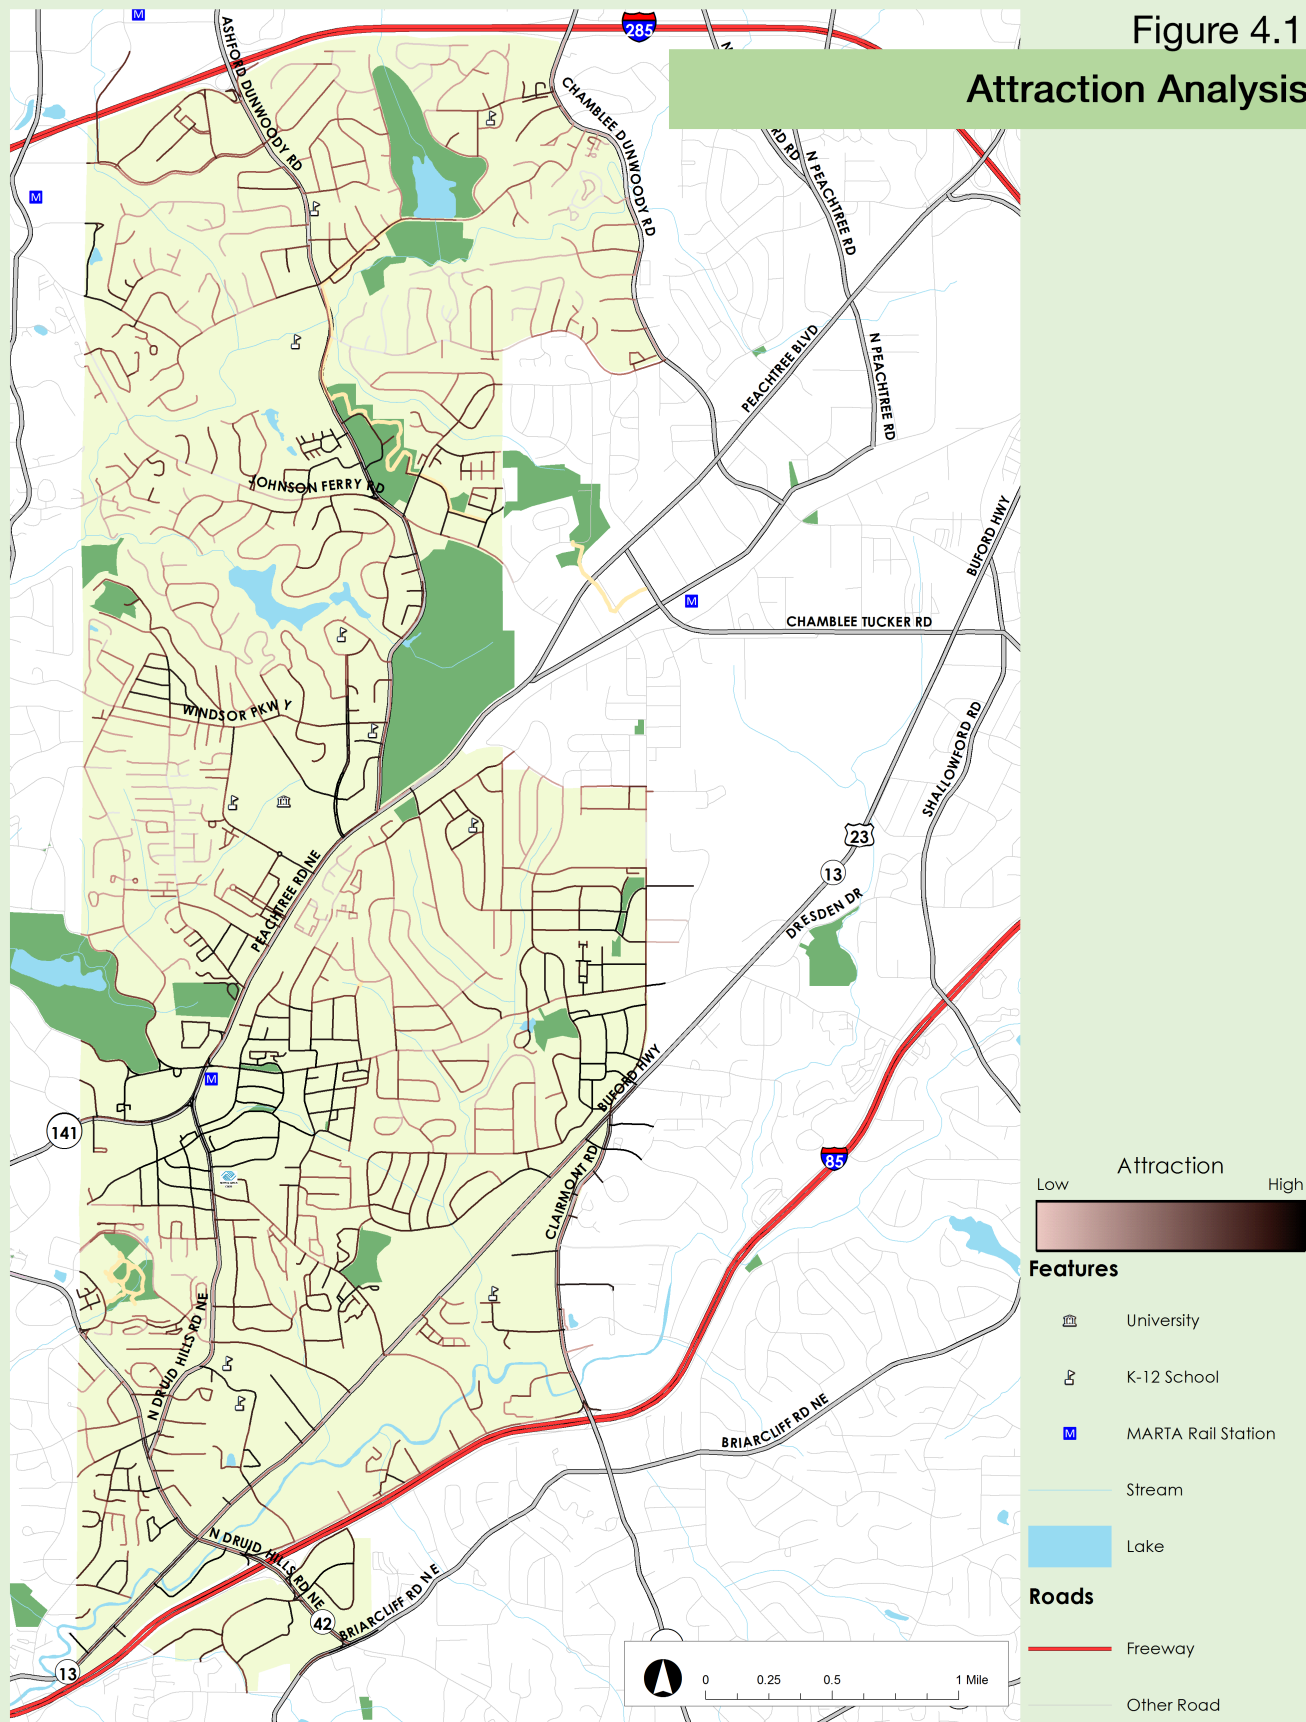 Figure 4.1
Attraction Analysis
285
ASHFORD DUNWOODY RD
CHAMBLEE DUNWOODY RD
N
RD RD
N PEACHTREE RD
M
M
PEACHTREE BLVD
N PEACHTREE RD
JOHNSON FERRY RD
BUFORD HWY
M
CHAMBLEE TUCKER RD
WINDSOR PKWY
SHALLOWFORD RD
23
13
PEACHTREE RD NE
DRESDEN DR
M
BUFORD HWY
141
CLAIRMONT RD
85
N DRUID HILLS RD NE
BRIARCLIFF RD NE
N DRUID HILLS RD NE
42
BRIARCLIFF RD NE
13
0 0.25 0.5 1 Mile
Attraction
Low High
Features
University
K-12 School
M MARTA Rail Station
Stream
Lake
Roads
Freeway
Other Road